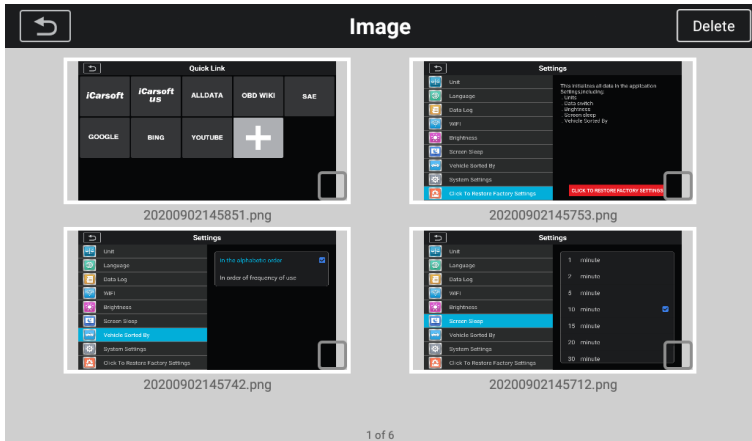 Image
Delete
Quick Link
iCarsoft
iCarsoft
us
ALLDATA
OBD WIKI
SAE
GOOGLE
BING
YOUTUBE
20200902145851.png
Settings
Unit
Language
Data Log
WIFI
Brightness
Screen Sleep
Vehicle Sorted By
System Settings
Click To Restore Factory Settings
This initializes all data in the application
Settings,including
. Units
. Data switch
. Brightness
. Screen sleep
. Vehicle Sorted By
CLICK TO RESTORE FACTORY SETTINGS
20200902145753.png
Settings
Unit
Language
Data Log
WIFI
Brightness
Screen Sleep
Vehicle Sorted By
System Settings
Click To Restore Factory Settings
In the alphabetic order
In order of frequency of use
20200902145742.png
Settings
Unit
Language
Data Log
WIFI
Brightness
Screen Sleep
Vehicle Sorted By
System Settings
Click To Restore Factory Settings
1 minute
2 minute
5 minute
10 minute
15 minute
20 minute
30 minute
20200902145712.png
1 of 6